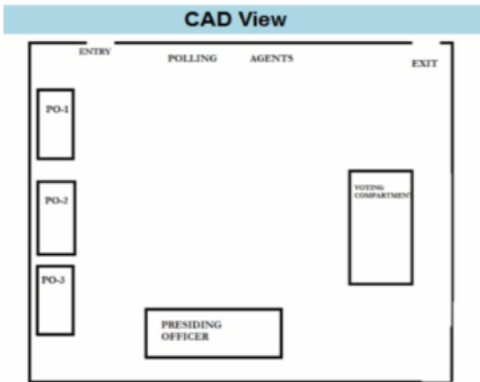 CAD View
ENTRY
POLLING AGENTS
EXIT
PO-1
PO-2
VOTING
COMPARTMENT
PO-3
PRESIDING
OFFICER